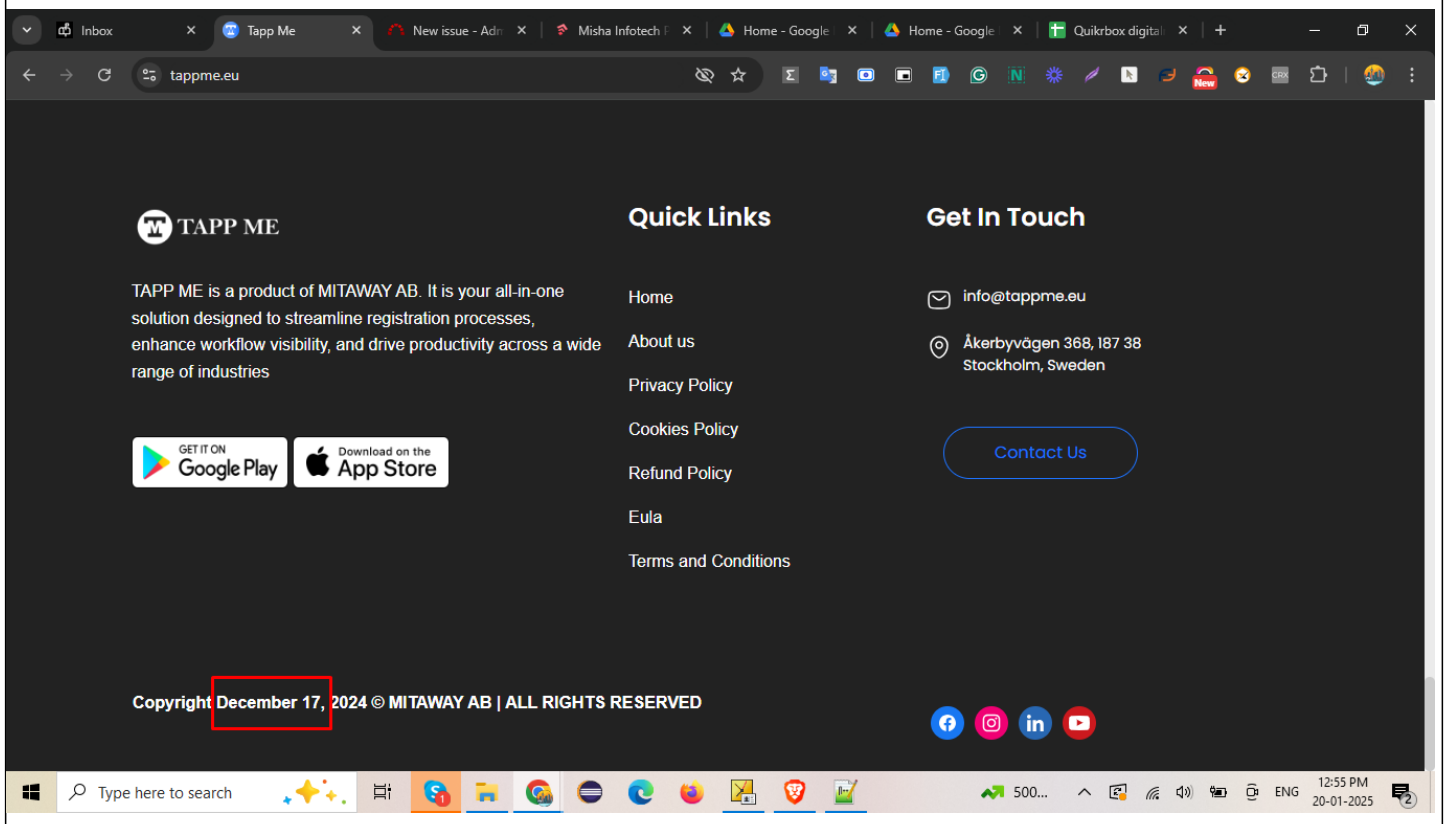 Inbox
Tapp Me
New issue - Adn
Misha Infotech P
Home - Google
Home - Google
Quikrbox digital
tappme.eu
New
CRX
TAPP ME
TAPP ME is a product of MITAWAY AB. It is your all-in-one
solution designed to streamline registration processes,
enhance workflow visibility, and drive productivity across a wide
range of industries
GET IT ON
Google Play
Download on the
App Store
Quick Links
Home
About us
Privacy Policy
Cookies Policy
Refund Policy
Eula
Terms and Conditions
Get In Touch
info@tappme.eu
Åkerbyvägen 368, 187 38
Stockholm, Sweden
Contact Us
Copyright December 17, 2024 © MITAWAY AB | ALL RIGHTS RESERVED
Type here to search
500...
ENG
12:55 PM
20-01-2025
2